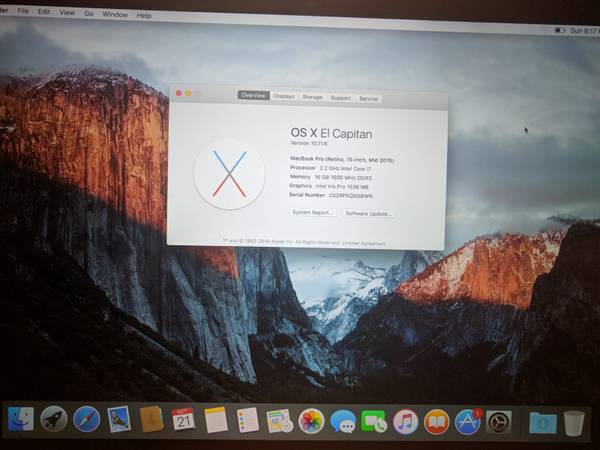 File Edit View Go Window Help
Sun 8:17
Overview Displays Storage Support Service
OS X El Capitan
Version 10.11.6
MacBook Pro (Retina, 15-inch, Mid 2015)
Processor 2.2 GHz Intel Core i7
Memory 16 GB 1600 MHz DDR3
Graphics Intel Iris Pro 1536 MB
Serial Number
System Report... Software Update...
™ and © 1983-2016 Apple Inc. All Rights Reserved. License Agreement
OCT
21
1